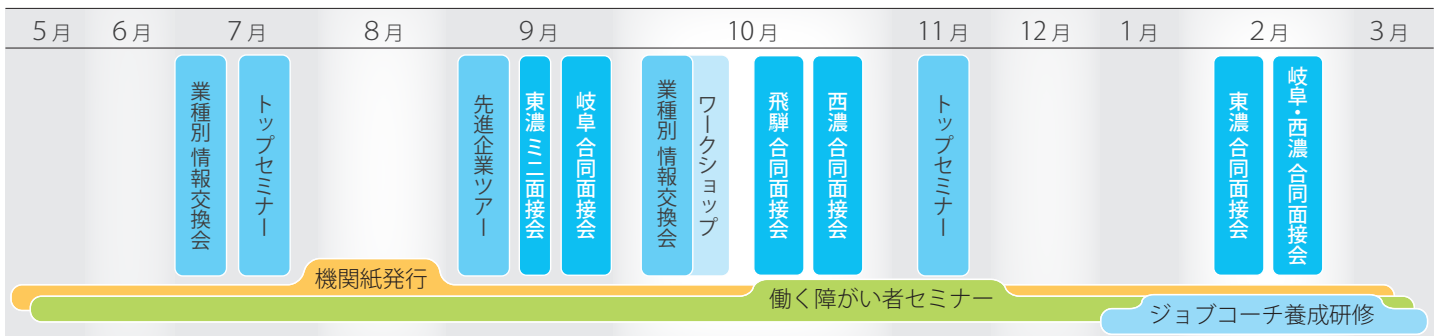 5月 6月 7月 8月 9月 10月 11月 12月 1月 2月 3月
業種別 情報交換会
トップセミナー
先進企業ツアー
東濃 ミニ面接会
岐阜 合同面接会
業種別 情報交換会
ワークショップ
飛騨 合同面接会
西濃 合同面接会
トップセミナー
東濃 合同面接会
岐阜・西濃 合同面接会
機関紙発行
働く障がい者セミナー
ジョブコーチ養成研修